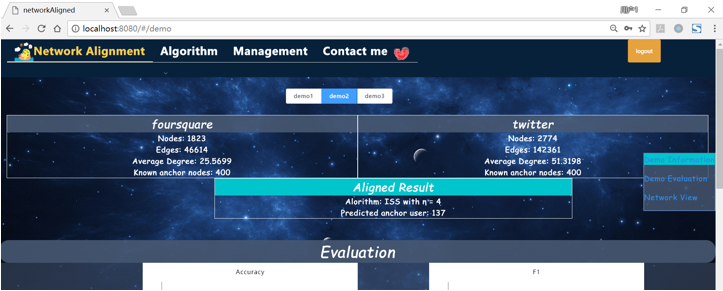 networkAligned
localhost:8080/#/demo
Network Alignment Algorithm Management Contact me
logout
demo1 demo2 demo3
foursquare
Nodes: 1823
Edges: 46614
Average Degree: 25.5699
Known anchor nodes: 400
twitter
Nodes: 2774
Edges: 142361
Average Degree: 51.3198
Known anchor nodes: 400
Demo Information
Demo Evaluation
Network View
Aligned Result
Alorithm: ISS with n'= 4
Predicted anchor user: 137
Evaluation
Accuracy
F1